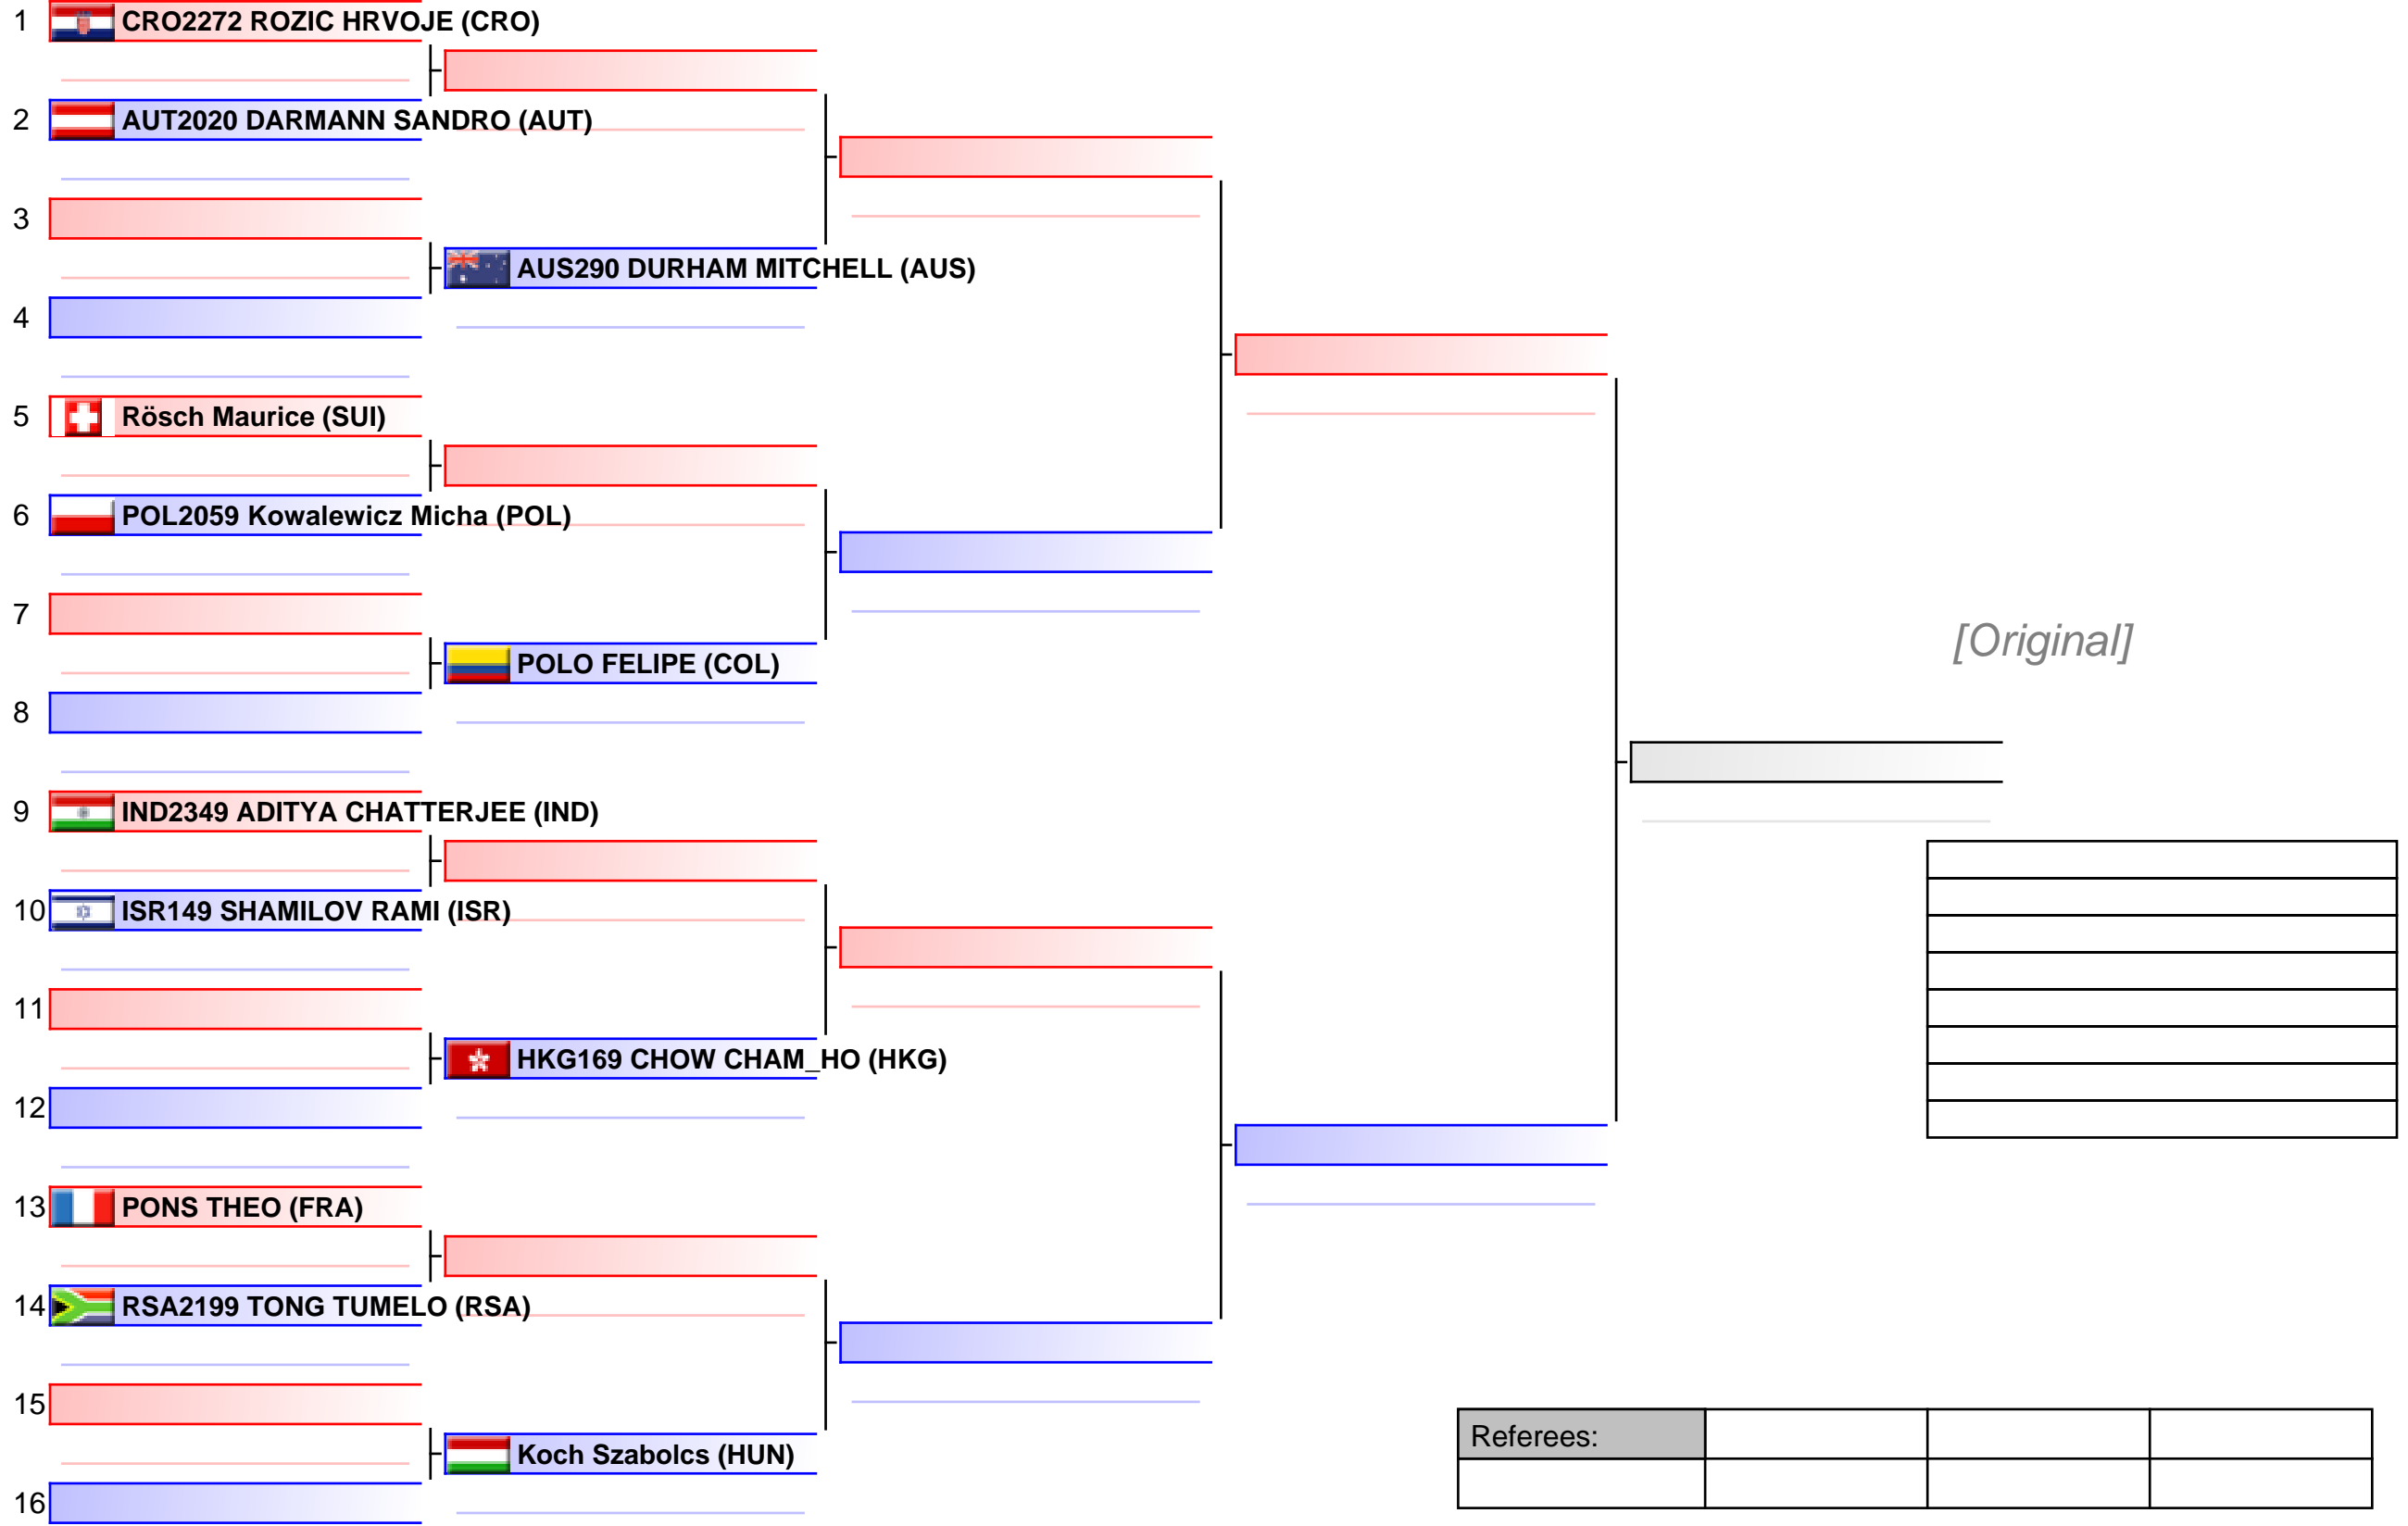 1 CRO2272 ROZIC HRVOJE (CRO)
2 AUT2020 DARMANN SANDRO (AUT)
3
AUS290 DURHAM MITCHELL (AUS)
4
5 Rösch Maurice (SUI)
6 POL2059 Kowalewicz Micha (POL)
7
[Original]
POLO FELIPE (COL)
8
9 IND2349 ADITYA CHATTERJEE (IND)
10 ISR149 SHAMILOV RAMI (ISR)
11
HKG169 CHOW CHAM_HO (HKG)
12
13 PONS THEO (FRA)
14 RSA2199 TONG TUMELO (RSA)
15
Referees:
Koch Szabolcs (HUN)
16